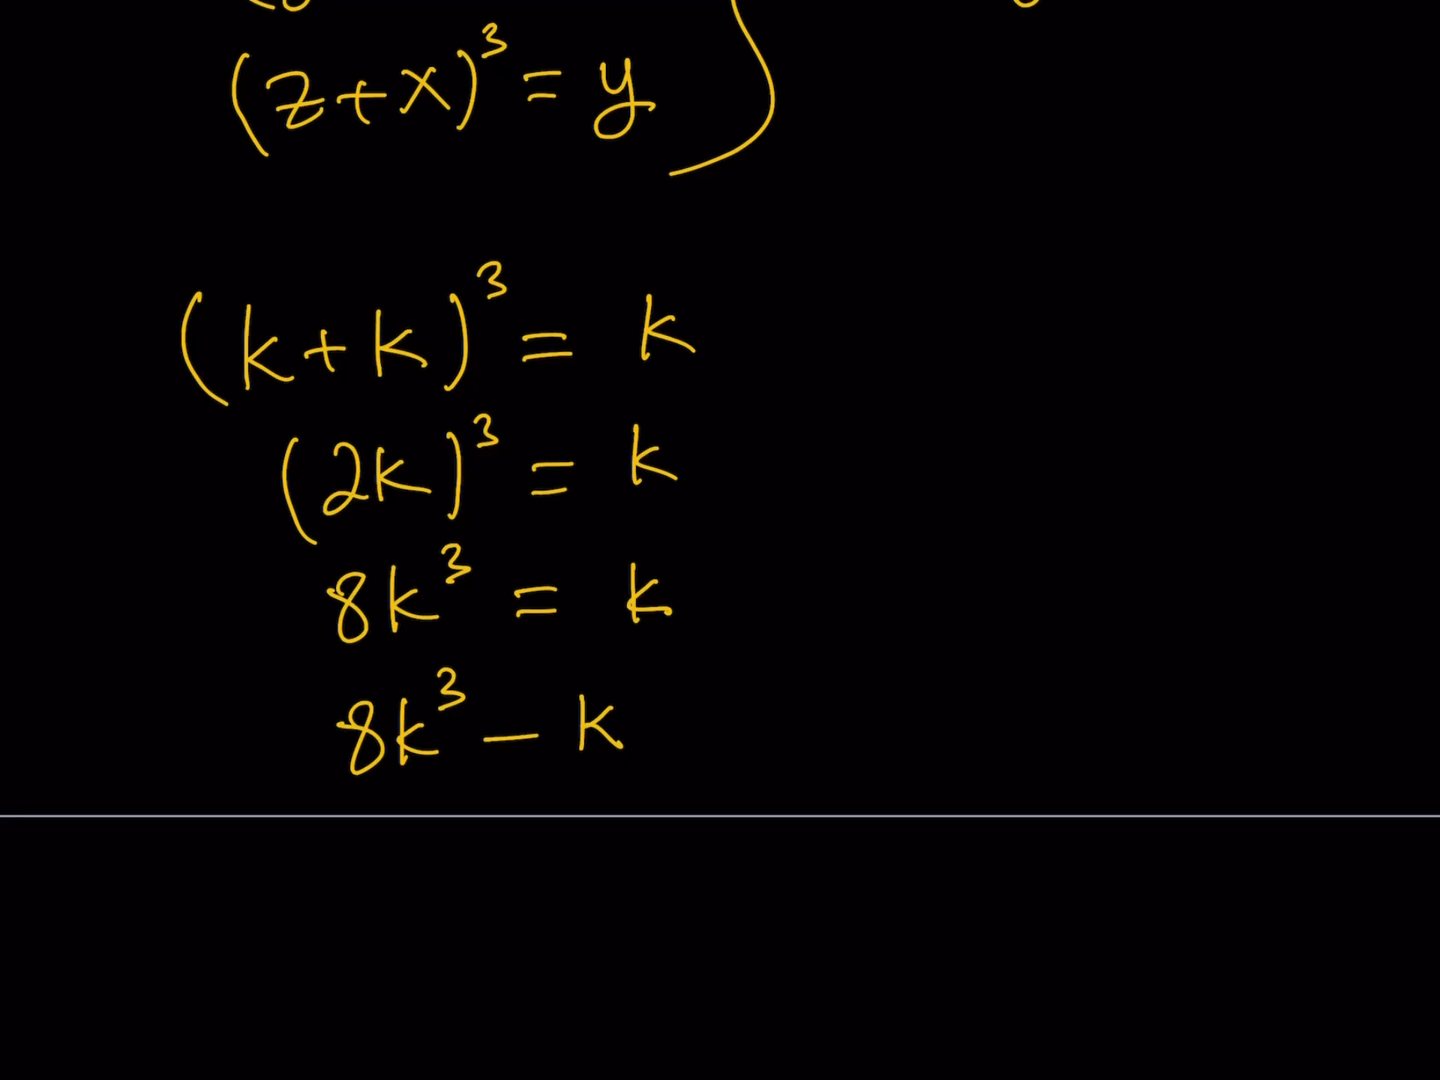 (z+x)³ = y
(k+k)³ = k
(2k)³ = k
8k³ = k
8k³ – k